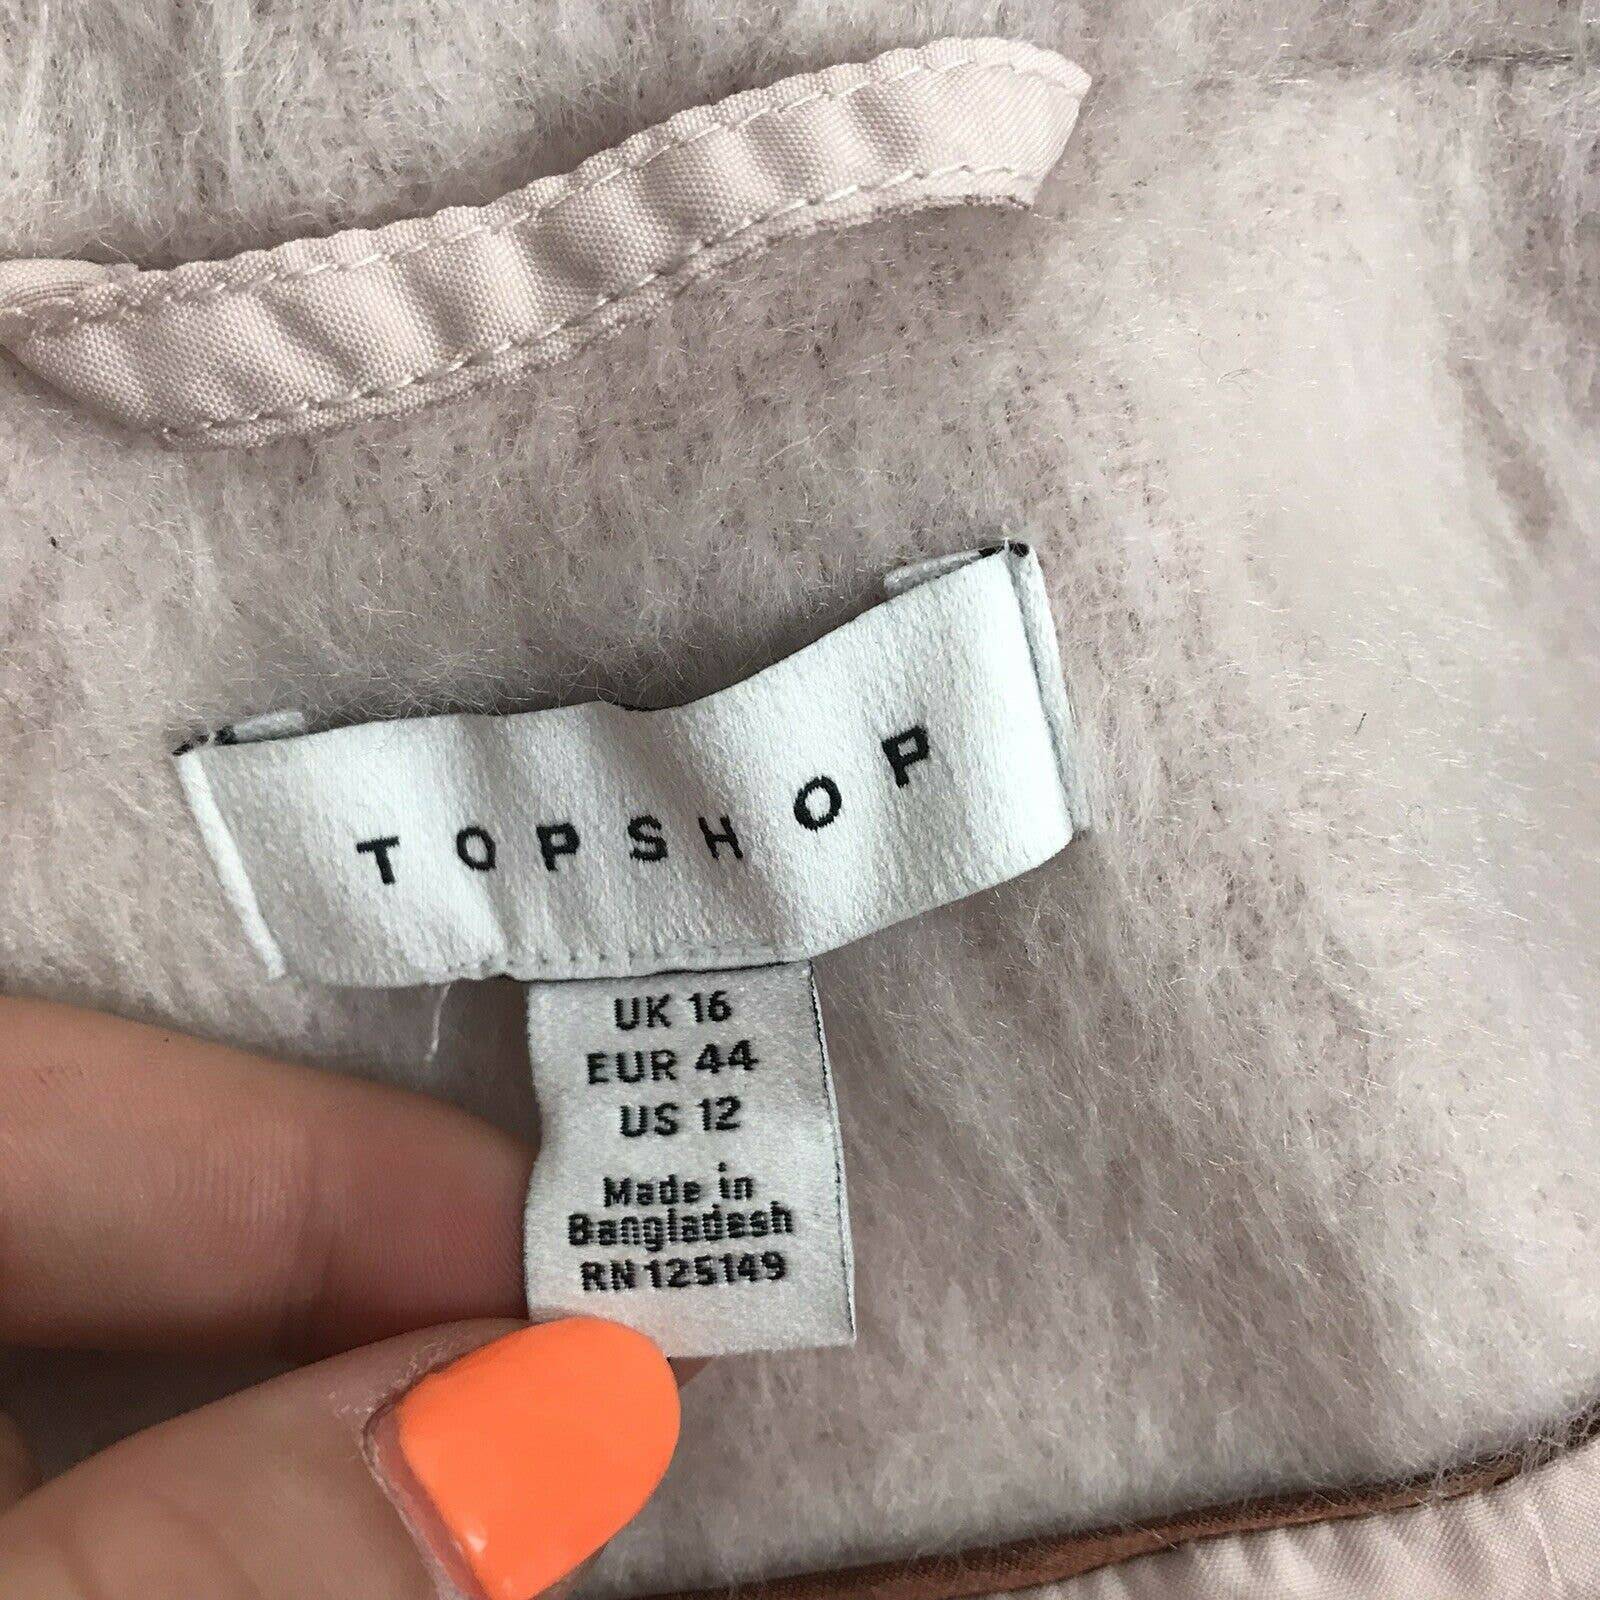 TOPSHOP
UK 16
EUR 44
US 12
Made in
Bangladesh
RN125149